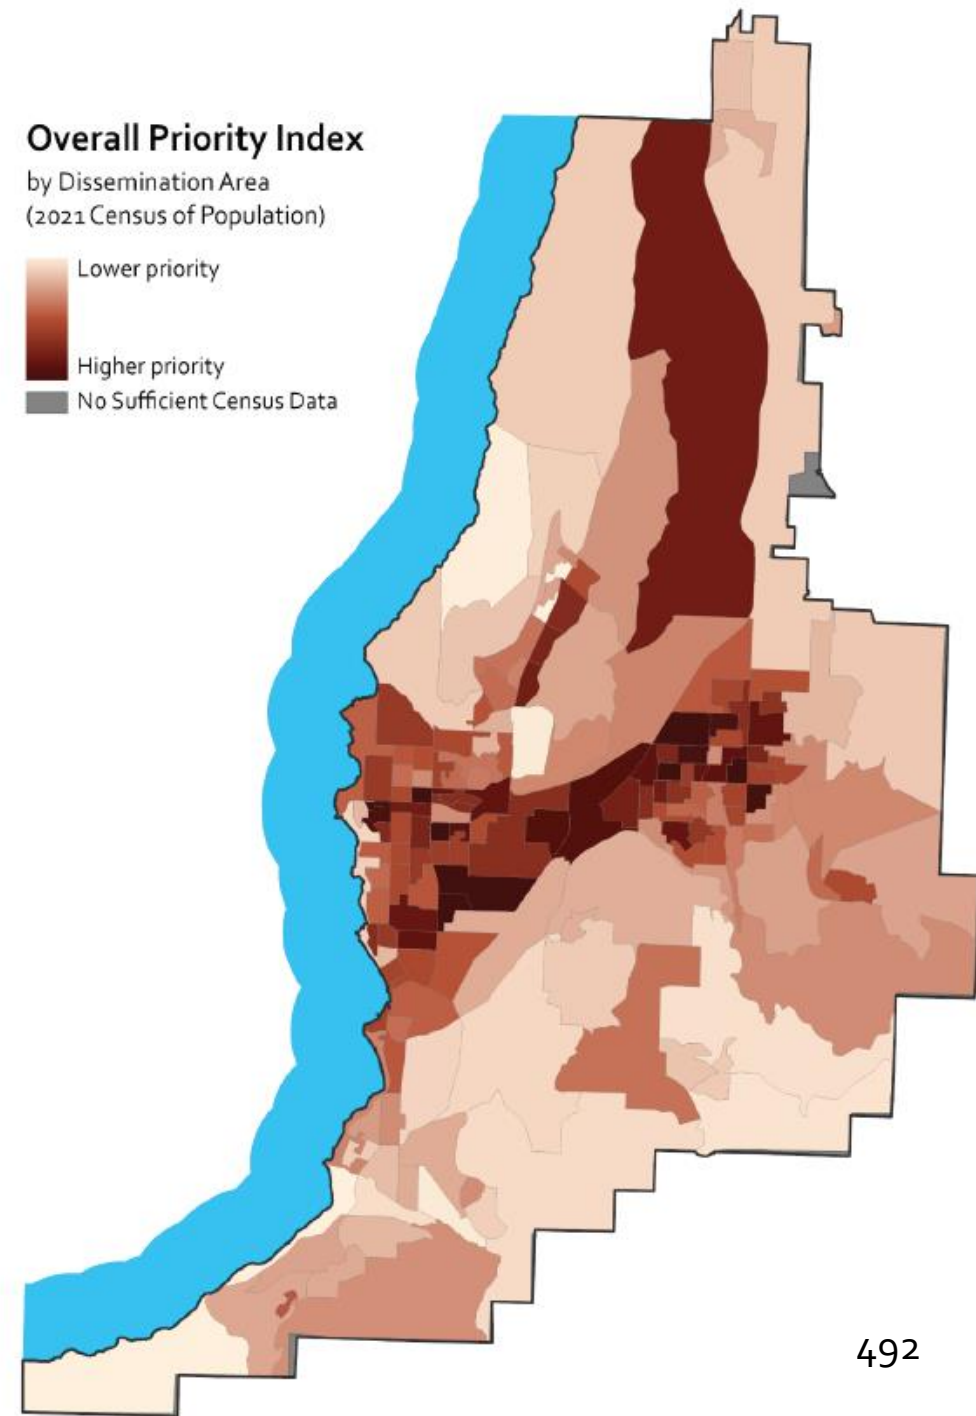 Overall Priority Index
by Dissemination Area
(2021 Census of Population)
Lower priority
Higher priority
No Sufficient Census Data
492